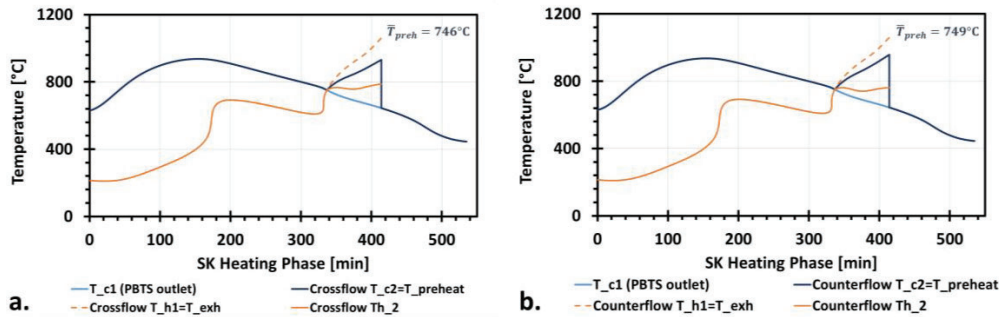 1200
800
400
0
Temperature [°C]
T̅preh = 746°C
0 100 200 300 400 500
SK Heating Phase [min]
T_c1 (PBTS outlet) Crossflow T_c2=T_preheat
Crossflow T_h1=T_exh Crossflow Th_2
a.
1200
800
400
0
Temperature [°C]
T̅preh = 749°C
0 100 200 300 400 500
SK Heating Phase [min]
T_c1 (PBTS outlet) Counterflow T_c2=T_preheat
Counterflow T_h1=T_exh Counterflow Th_2
b.